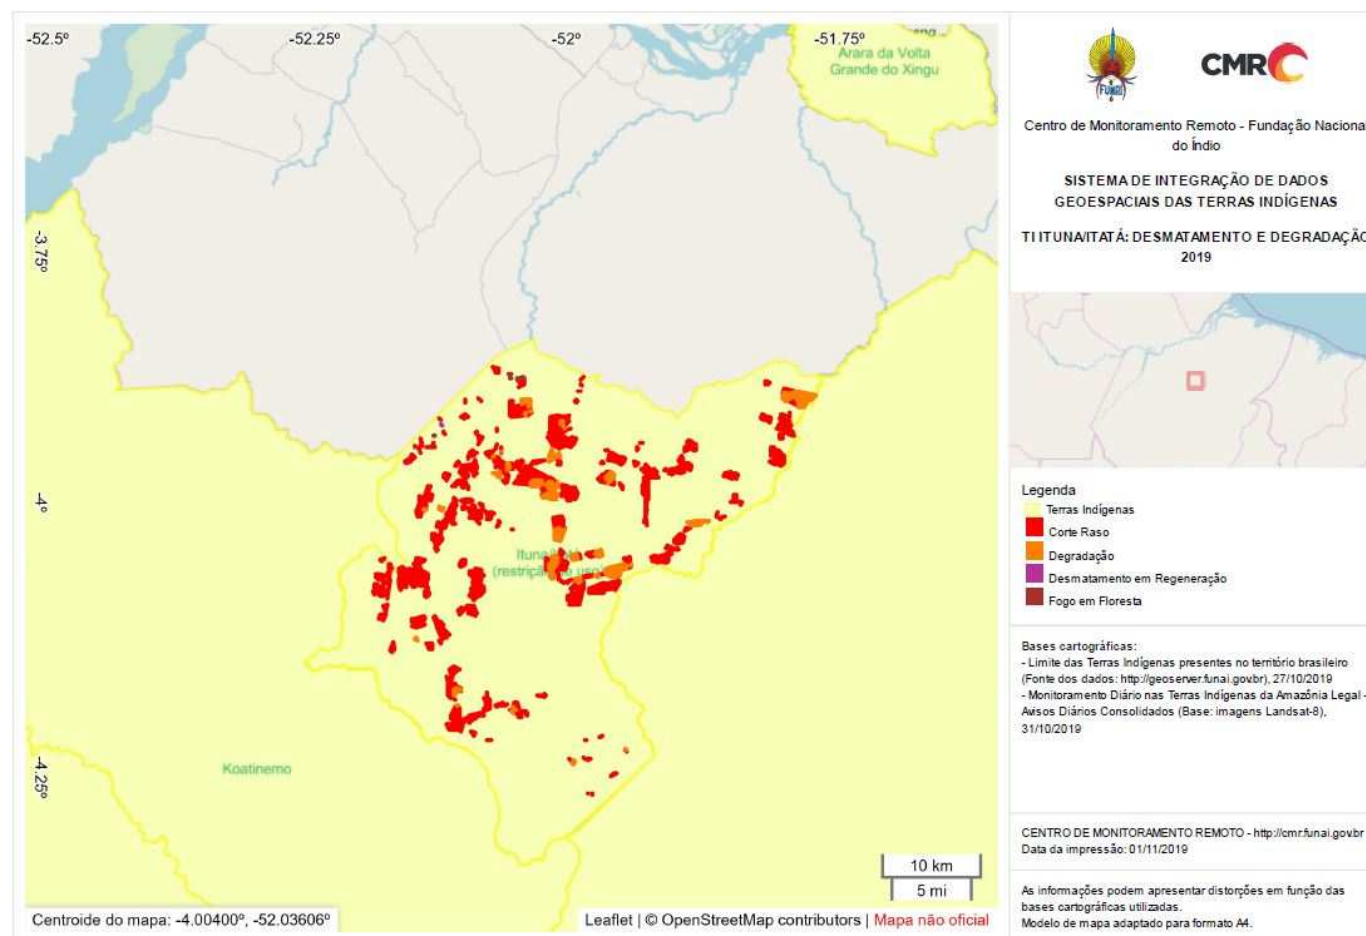 -52.5º
-52.25º
-52º
-51.75º
Arara da Volta
Grande do Xingu
-3.75º
-4º
-4.25º
Ituna/Itatá
(restrição de uso)
Koatinemo
10 km
5 mi
Centroide do mapa: -4.00400º, -52.03606º
Leaflet | © OpenStreetMap contributors | Mapa não oficial
FUNAI
CMR
Centro de Monitoramento Remoto - Fundação Naciona
do Índio
SISTEMA DE INTEGRAÇÃO DE DADOS
GEOESPACIAIS DAS TERRAS INDÍGENAS
TI ITUNA/ITATÁ: DESMATAMENTO E DEGRADAÇÃO
2019
Legenda
Terras Indígenas
Corte Raso
Degradação
Desmatamento em Regeneração
Fogo em Floresta
Bases cartográficas:
- Limite das Terras Indígenas presentes no território brasileiro
(Fonte dos dados: http://geoserver.funai.gov.br), 27/10/2019
- Monitoramento Diário nas Terras Indígenas da Amazônia Legal -
Avisos Diários Consolidados (Base: imagens Landsat-8),
31/10/2019
CENTRO DE MONITORAMENTO REMOTO - http://cmr.funai.gov.br
Data da impressão: 01/11/2019
As informações podem apresentar distorções em função das
bases cartográficas utilizadas.
Modelo de mapa adaptado para formato A4.